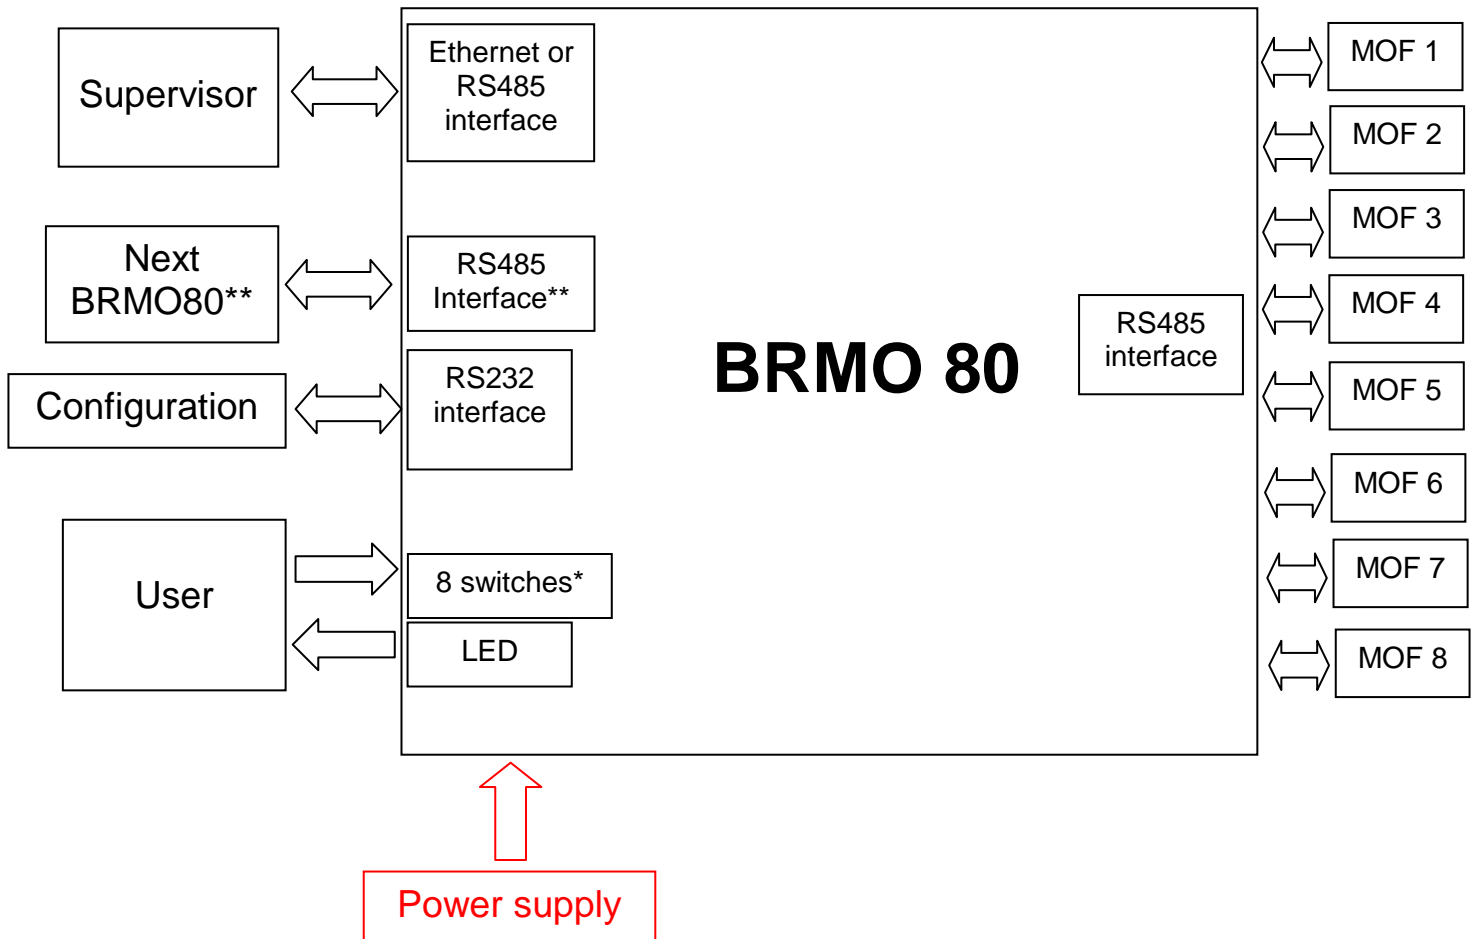 Supervisor
Ethernet or
RS485
interface
Next
BRMO80**
RS485
Interface**
Configuration
RS232
interface
User
8 switches*
LED
BRMO 80
RS485
interface
MOF 1
MOF 2
MOF 3
MOF 4
MOF 5
MOF 6
MOF 7
MOF 8
Power supply